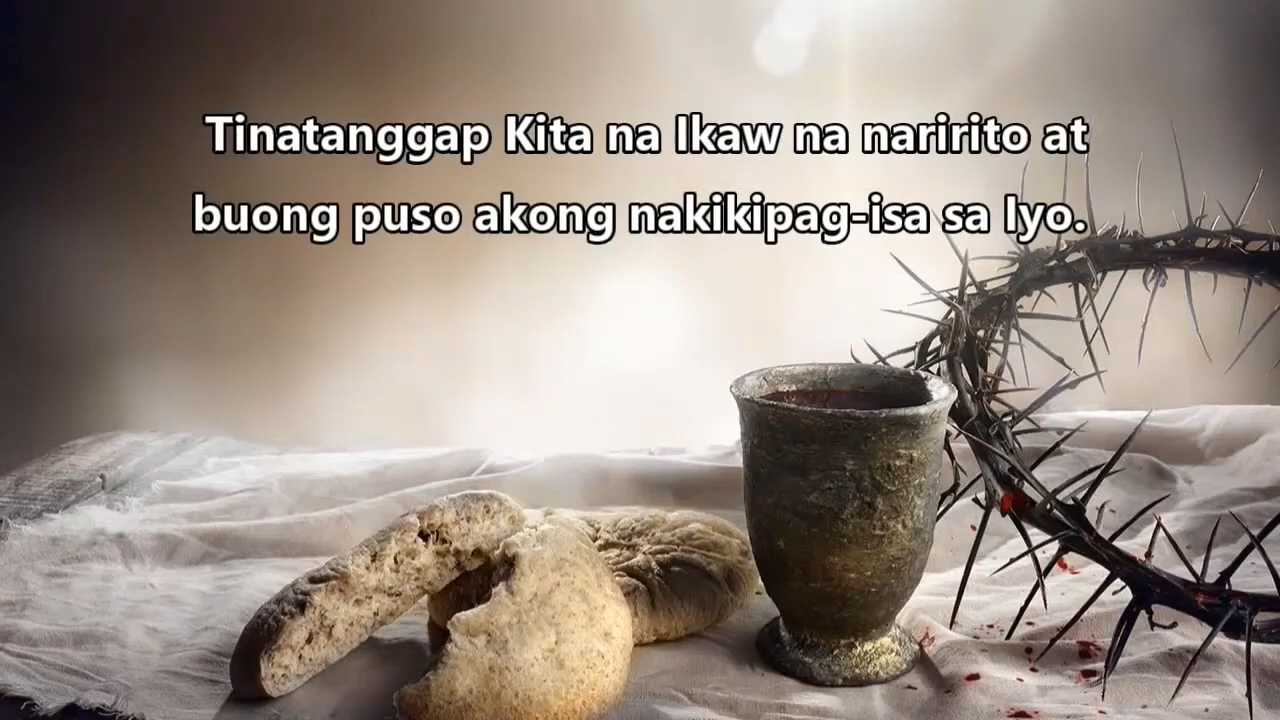 Tinatanggap Kita na Ikaw na naririto at
buong puso akong nakikipag-isa sa Iyo.